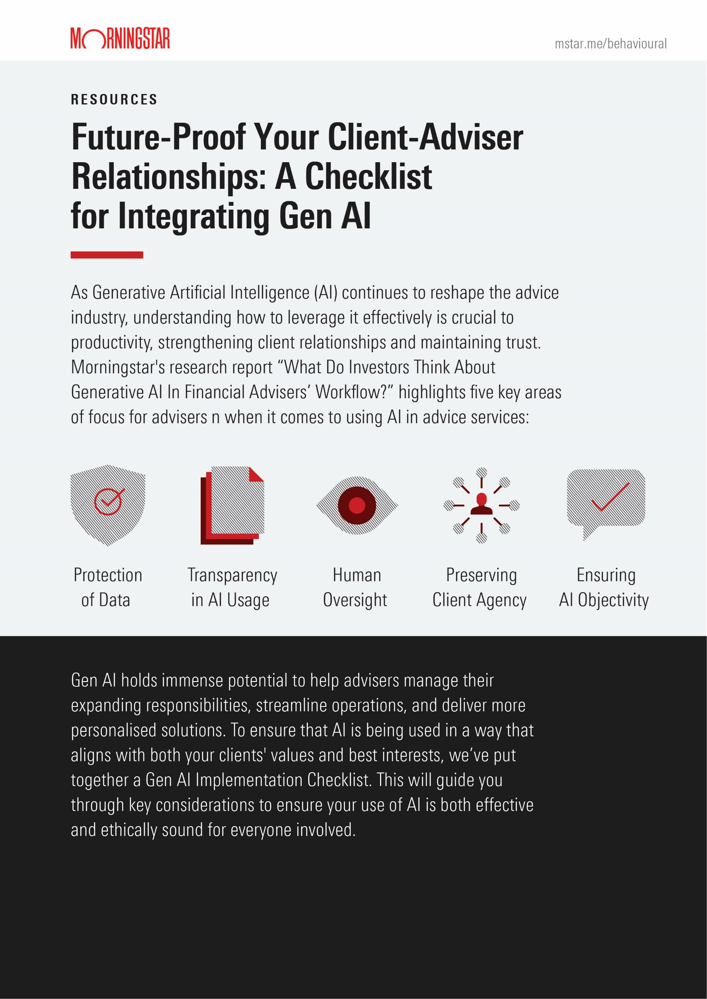 MORNINGSTAR
mstar.me/behavioural
RESOURCES
Future-Proof Your Client-Adviser
Relationships: A Checklist
for Integrating Gen AI
As Generative Artificial Intelligence (AI) continues to reshape the advice
industry, understanding how to leverage it effectively is crucial to
productivity, strengthening client relationships and maintaining trust.
Morningstar's research report “What Do Investors Think About
Generative AI In Financial Advisers’ Workflow?” highlights five key areas
of focus for advisers n when it comes to using AI in advice services:
Protection
of Data
Transparency
in AI Usage
Human
Oversight
Preserving
Client Agency
Ensuring
AI Objectivity
Gen AI holds immense potential to help advisers manage their
expanding responsibilities, streamline operations, and deliver more
personalised solutions. To ensure that AI is being used in a way that
aligns with both your clients' values and best interests, we’ve put
together a Gen AI Implementation Checklist. This will guide you
through key considerations to ensure your use of AI is both effective
and ethically sound for everyone involved.